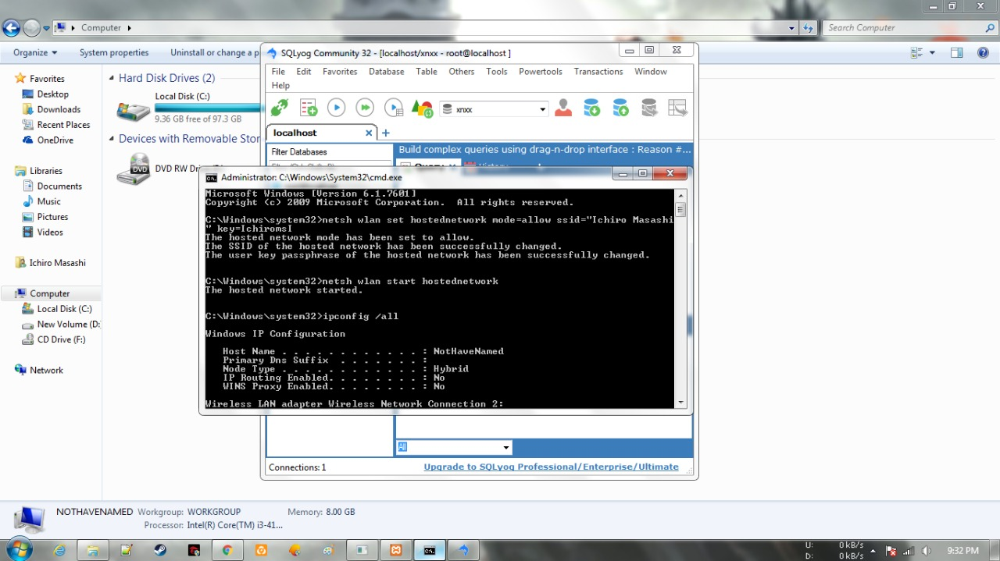 Computer
Search Computer
Organize
System properties
Uninstall or change a p
Favorites
Desktop
Downloads
Recent Places
OneDrive
Libraries
Documents
Music
Pictures
Videos
Ichiro Masashi
Computer
Local Disk (C:)
New Volume (D:
CD Drive (F:)
Network
Hard Disk Drives (2)
Local Disk (C:)
9.36 GB free of 97.3 GB
Devices with Removable Stor
DVD
DVD RW Dri
SQLyog Community 32 - [localhost/xnxx - root@localhost ]
File Edit Favorites Database Table Others Tools Powertools Transactions Window
Help
xnxx
localhost
Filter Databases
Build complex queries using drag-n-drop interface : Reason #...
Query
History
Administrator: C:\Windows\System32\cmd.exe
Microsoft Windows [Version 6.1.7601]
Copyright (c) 2009 Microsoft Corporation.  All rights reserved.
C:\Windows\system32>netsh wlan set hostednetwork mode=allow ssid="Ichiro Masashi
" key=IchiromsI
The hosted network mode has been set to allow.
The SSID of the hosted network has been successfully changed.
The user key passphrase of the hosted network has been successfully changed.
C:\Windows\system32>netsh wlan start hostednetwork
The hosted network started.
C:\Windows\system32>ipconfig /all
Windows IP Configuration
Host Name . . . . . . . . . . . . : NotHaveNamed
Primary Dns Suffix  . . . . . . . :
Node Type . . . . . . . . . . . . : Hybrid
IP Routing Enabled. . . . . . . . : No
WINS Proxy Enabled. . . . . . . . : No
Wireless LAN adapter Wireless Network Connection 2:
All
Connections: 1
Upgrade to SQLyog Professional/Enterprise/Ultimate
NOTHAVENAMED Workgroup: WORKGROUP Memory: 8.00 GB
Processor: Intel(R) Core(TM) i3-41...
U: 0 kB/s
D: 0 kB/s
9:32 PM